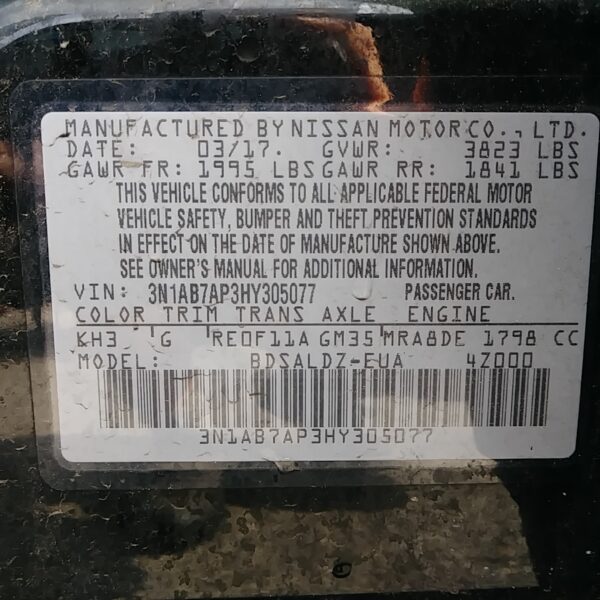 MANUFACTURED BY NISSAN MOTOR CO., LTD.
DATE: 03/17. GVWR: 3823 LBS
GAWR FR: 1995 LBS GAWR RR: 1841 LBS
THIS VEHICLE CONFORMS TO ALL APPLICABLE FEDERAL MOTOR
VEHICLE SAFETY, BUMPER AND THEFT PREVENTION STANDARDS
IN EFFECT ON THE DATE OF MANUFACTURE SHOWN ABOVE.
SEE OWNER'S MANUAL FOR ADDITIONAL INFORMATION.
VIN: 3N1AB7AP3HY305077 PASSENGER CAR.
COLOR TRIM TRANS AXLE ENGINE
KH3 G RE0F11A GM35 MRA8DE 1798 CC
MODEL: BDSALDZ-EUA 4Z000
3N1AB7AP3HY305077